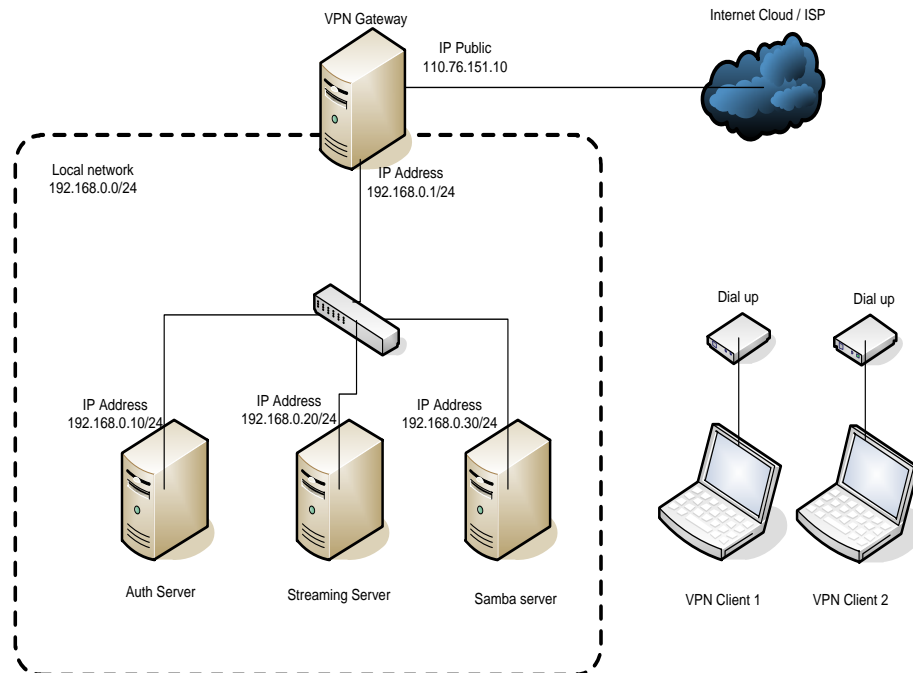 VPN Gateway
Internet Cloud / ISP
IP Public
110.76.151.10
Local network
192.168.0.0/24
IP Address
192.168.0.1/24
Dial up
Dial up
IP Address
192.168.0.10/24
IP Address
192.168.0.20/24
IP Address
192.168.0.30/24
Auth Server
Streaming Server
Samba server
VPN Client 1
VPN Client 2